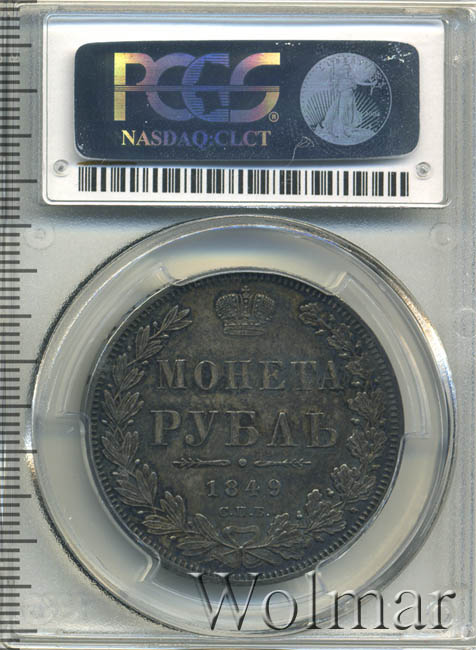 PCGS
®
NASDAQ:CLCT
МОНЕТА
РУБЛЬ
1849
С.П.Б.
Wolmar